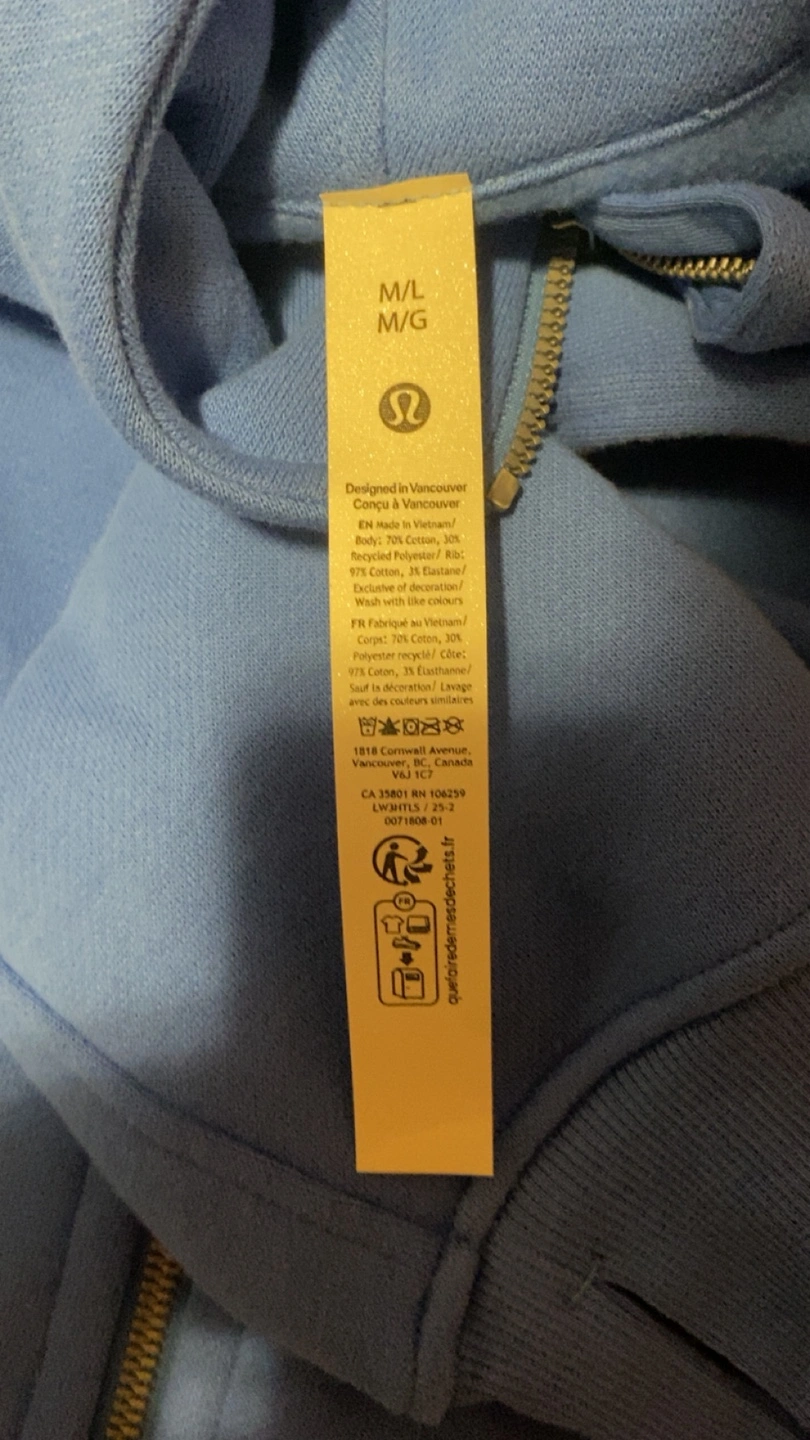 M/L
M/G
Designed in Vancouver
Conçu à Vancouver
EN Made in Vietnam/
Body: 70% Cotton, 30%
Recycled Polyester/ Rib:
97% Cotton, 3% Elastane/
Exclusive of decoration/
Wash with like colours
FR Fabriqué au Vietnam/
Corps: 70% Coton, 30%
Polyester recyclé/ Côte:
97% Coton, 3% Élasthanne/
Sauf la décoration/ Lavage
avec des couleurs similaires
1818 Cornwall Avenue,
Vancouver, BC, Canada
V6J 1C7
CA 35801 RN 106259
LW3HTLS / 25-2
0071808-01
FR
quefairedemesdechets.fr